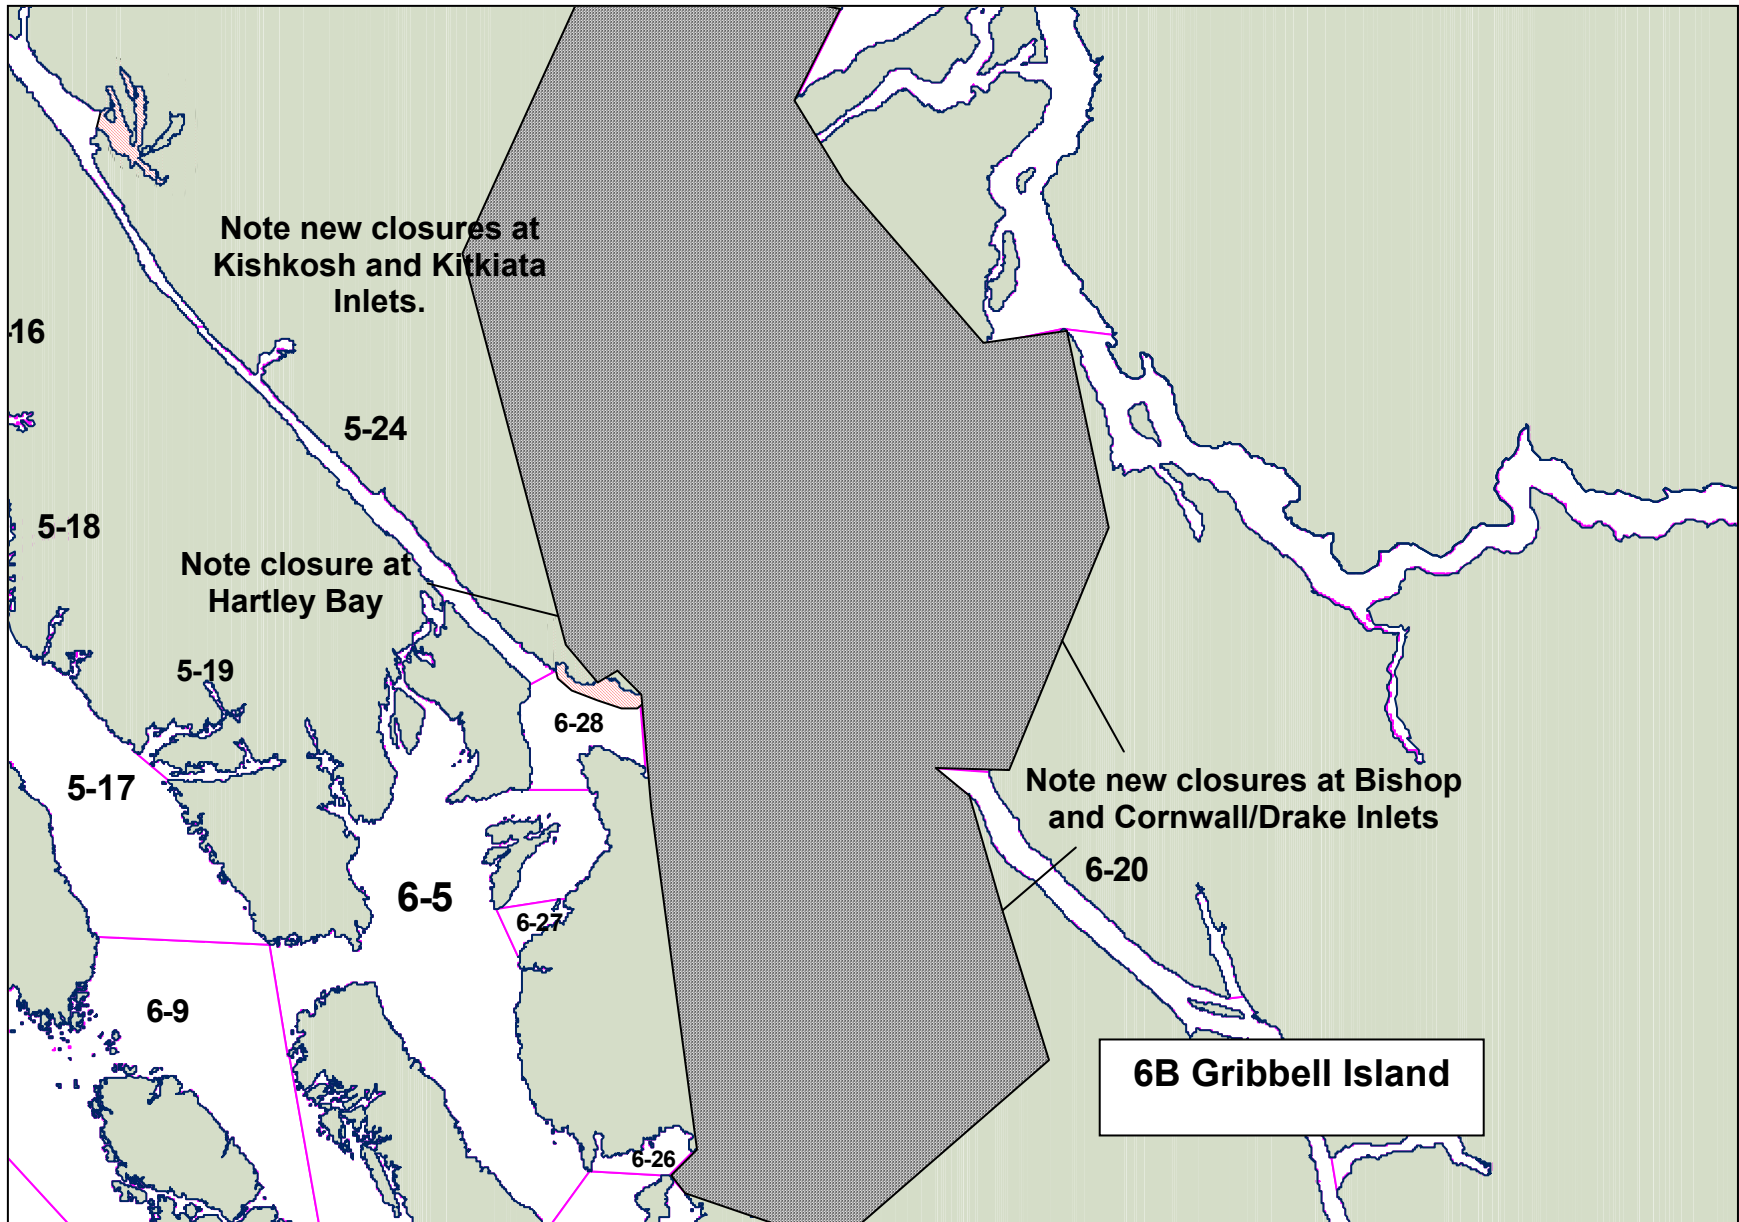 Note new closures at
Kishkosh and Kitkiata
Inlets.
-16
5-24
5-18
Note closure at
Hartley Bay
5-19
6-28
5-17
Note new closures at Bishop
and Cornwall/Drake Inlets
6-20
6-5
6-27
6-9
6B Gribbell Island
6-26